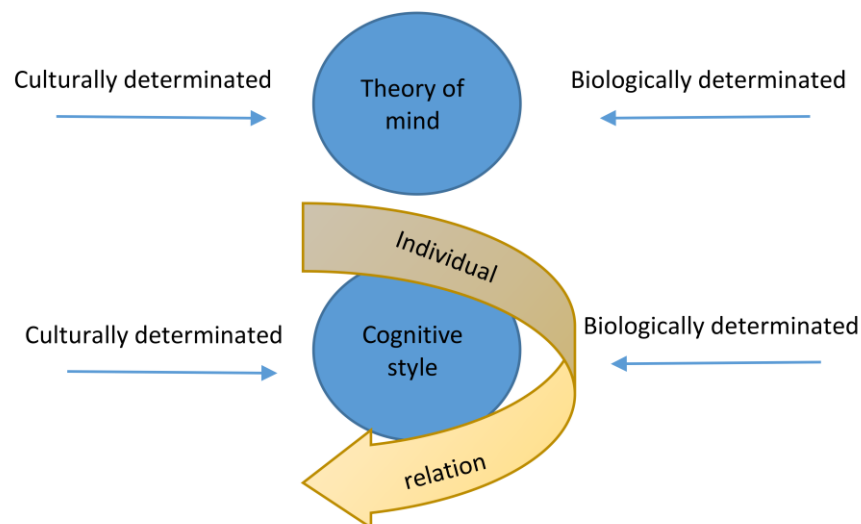 Culturally determinated
Theory of
mind
Biologically determinated
Individual
Culturally determinated
Cognitive
style
Biologically determinated
relation